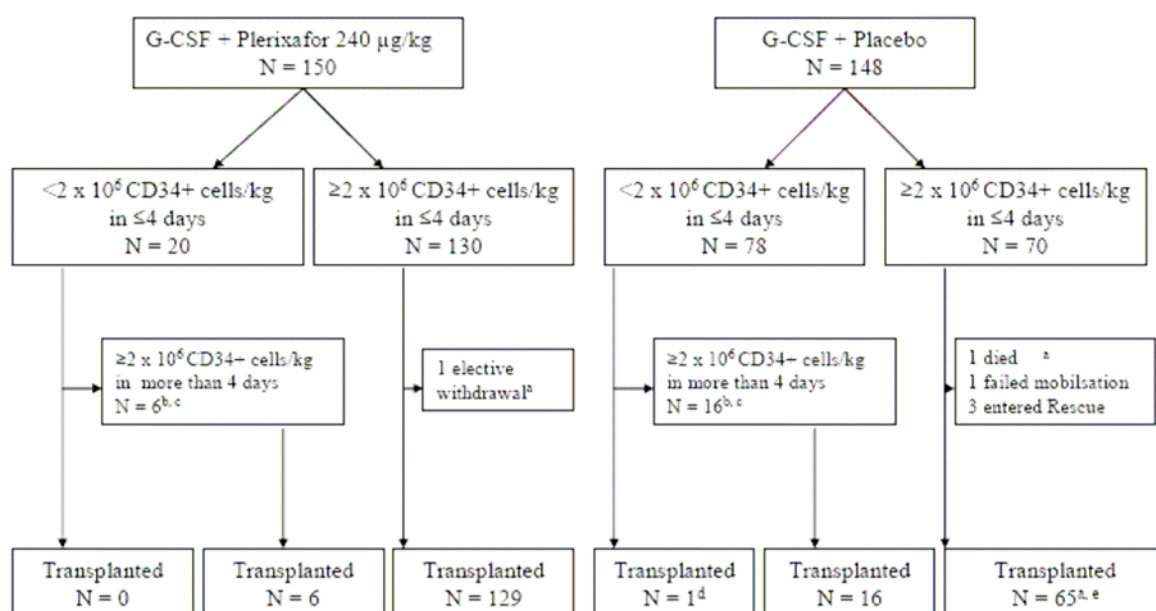 G-CSF + Plerixafor 240 µg/kg
N = 150
G-CSF + Placebo
N = 148
<2 x 10⁶ CD34+ cells/kg
in ≤4 days
N = 20
≥2 x 10⁶ CD34+ cells/kg
in ≤4 days
N = 130
<2 x 10⁶ CD34+ cells/kg
in ≤4 days
N = 78
≥2 x 10⁶ CD34+ cells/kg
in ≤4 days
N = 70
≥2 x 10⁶ CD34+ cells/kg
in more than 4 days
N = 6ᵇ, ᶜ
1 elective
withdrawalᵃ
≥2 x 10⁶ CD34+ cells/kg
in more than 4 days
N = 16ᵇ, ᶜ
1 died ᵃ
1 failed mobilsation
3 entered Rescue
Transplanted
N = 0
Transplanted
N = 6
Transplanted
N = 129
Transplanted
N = 1ᵈ
Transplanted
N = 16
Transplanted
N = 65ᵃ, ᵉ